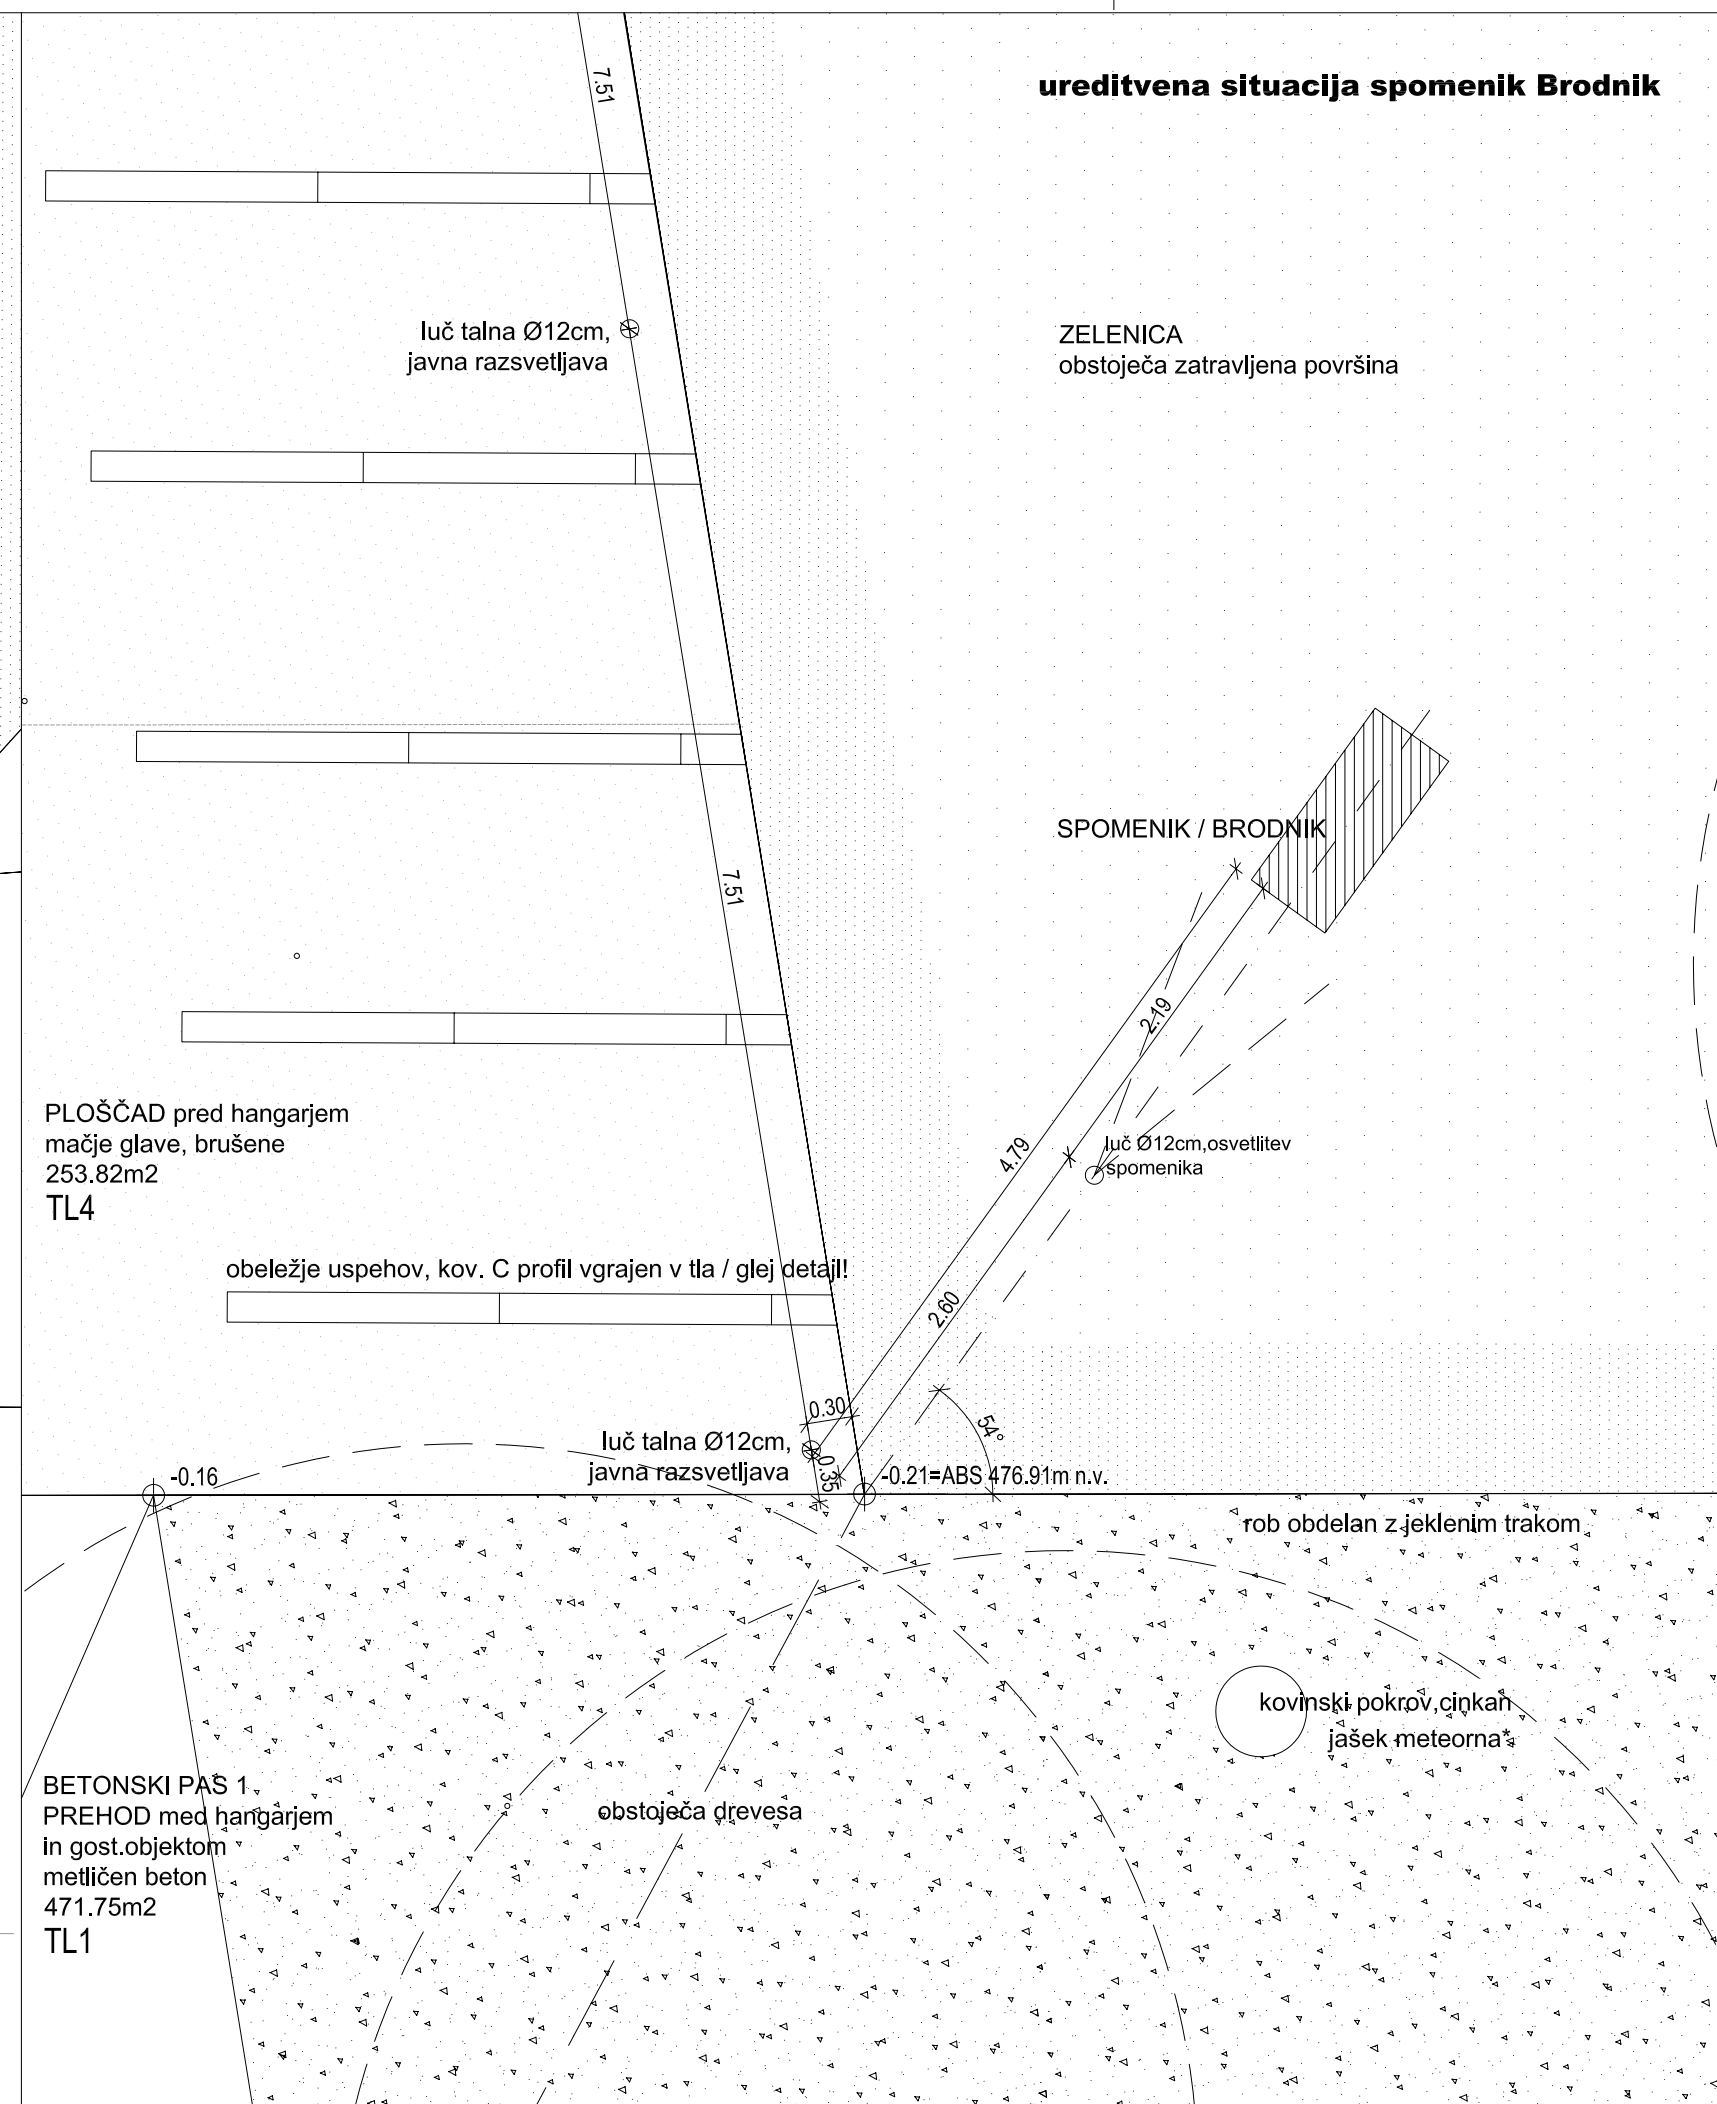 ureditvena situacija spomenik Brodnik
7.51
luč talna Ø12cm,
javna razsvetljava
ZELENICA
obstoječa zatravljena površina
SPOMENIK / BRODNIK
7.51
2.19
PLOŠČAD pred hangarjem
mačje glave, brušene
253.82m2
TL4
4.79
luč Ø12cm,osvetlitev
spomenika
obeležje uspehov, kov. C profil vgrajen v tla / glej detajl!
2.60
0.30
54°
luč talna Ø12cm,
javna razsvetljava
0.35
-0.16
-0.21=ABS 476.91m n.v.
rob obdelan z jeklenim trakom
kovinski pokrov,cinkan
jašek meteorna*
BETONSKI PAS 1
PREHOD med hangarjem
in gost.objektom
metličen beton
471.75m2
TL1
obstoječa drevesa